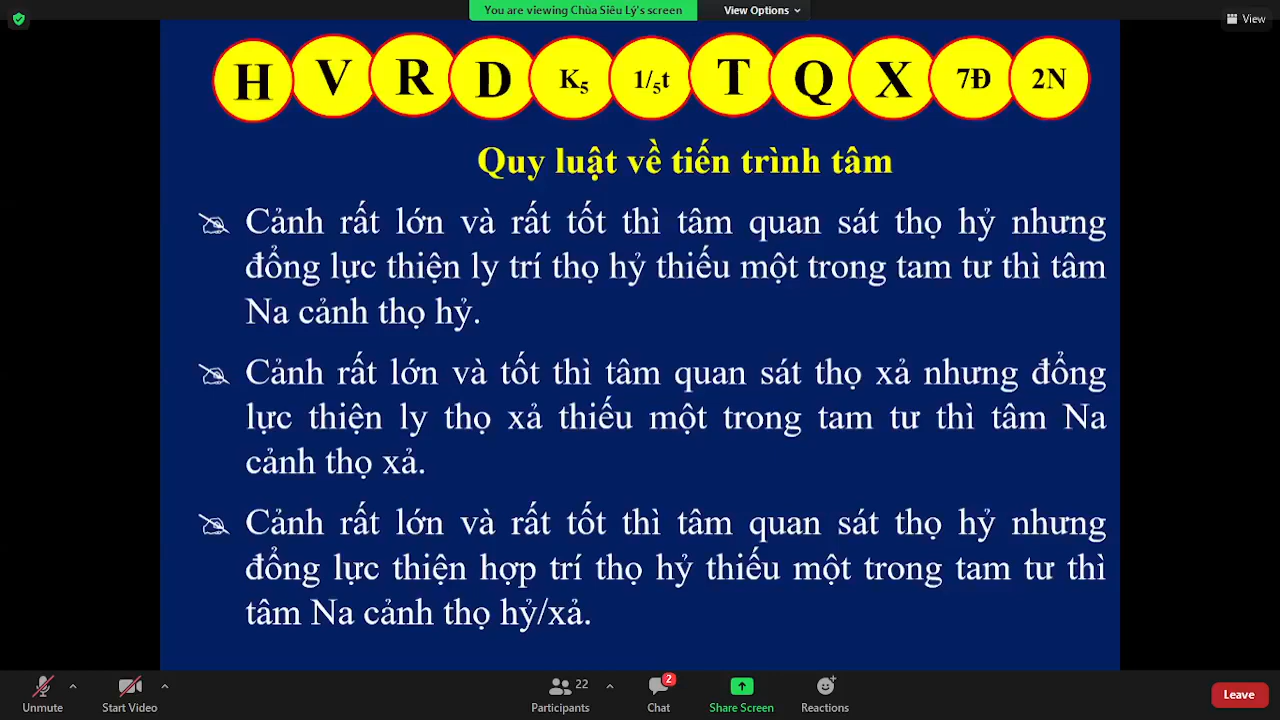 You are viewing Chùa Siêu Lý's screen
View Options
View
H V R D K₅ 1/₅t T Q X 7Đ 2N
Quy luật về tiến trình tâm
Cảnh rất lớn và rất tốt thì tâm quan sát thọ hỷ nhưng
đổng lực thiện ly trí thọ hỷ thiếu một trong tam tư thì tâm
Na cảnh thọ hỷ.
Cảnh rất lớn và tốt thì tâm quan sát thọ xả nhưng đổng
lực thiện ly thọ xả thiếu một trong tam tư thì tâm Na
cảnh thọ xả.
Cảnh rất lớn và rất tốt thì tâm quan sát thọ hỷ nhưng
đổng lực thiện hợp trí thọ hỷ thiếu một trong tam tư thì
tâm Na cảnh thọ hỷ/xả.
22
2
Unmute
Start Video
Participants
Chat
Share Screen
Reactions
Leave